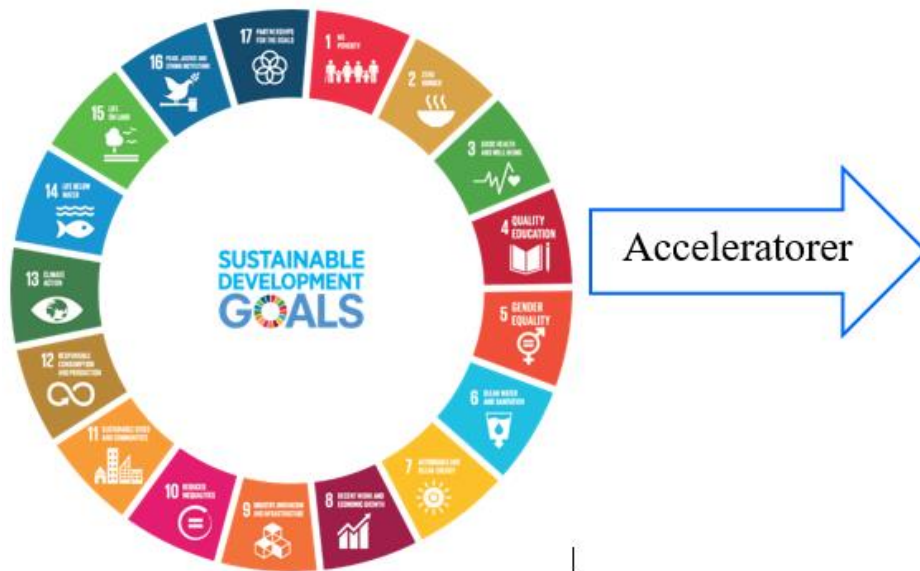 17 PARTNERSHIPS
FOR THE GOALS
1 NO
POVERTY
2 ZERO
HUNGER
3 GOOD HEALTH
AND WELL-BEING
4 QUALITY
EDUCATION
5 GENDER
EQUALITY
6 CLEAN WATER
AND SANITATION
7 AFFORDABLE AND
CLEAN ENERGY
8 DECENT WORK AND
ECONOMIC GROWTH
9 INDUSTRY, INNOVATION
AND INFRASTRUCTURE
10 REDUCED
INEQUALITIES
11 SUSTAINABLE CITIES
AND COMMUNITIES
12 RESPONSIBLE
CONSUMPTION
AND PRODUCTION
13 CLIMATE
ACTION
14 LIFE BELOW
WATER
15 LIFE
ON LAND
16 PEACE, JUSTICE AND
STRONG INSTITUTIONS
SUSTAINABLE
DEVELOPMENT
GOALS
Acceleratorer